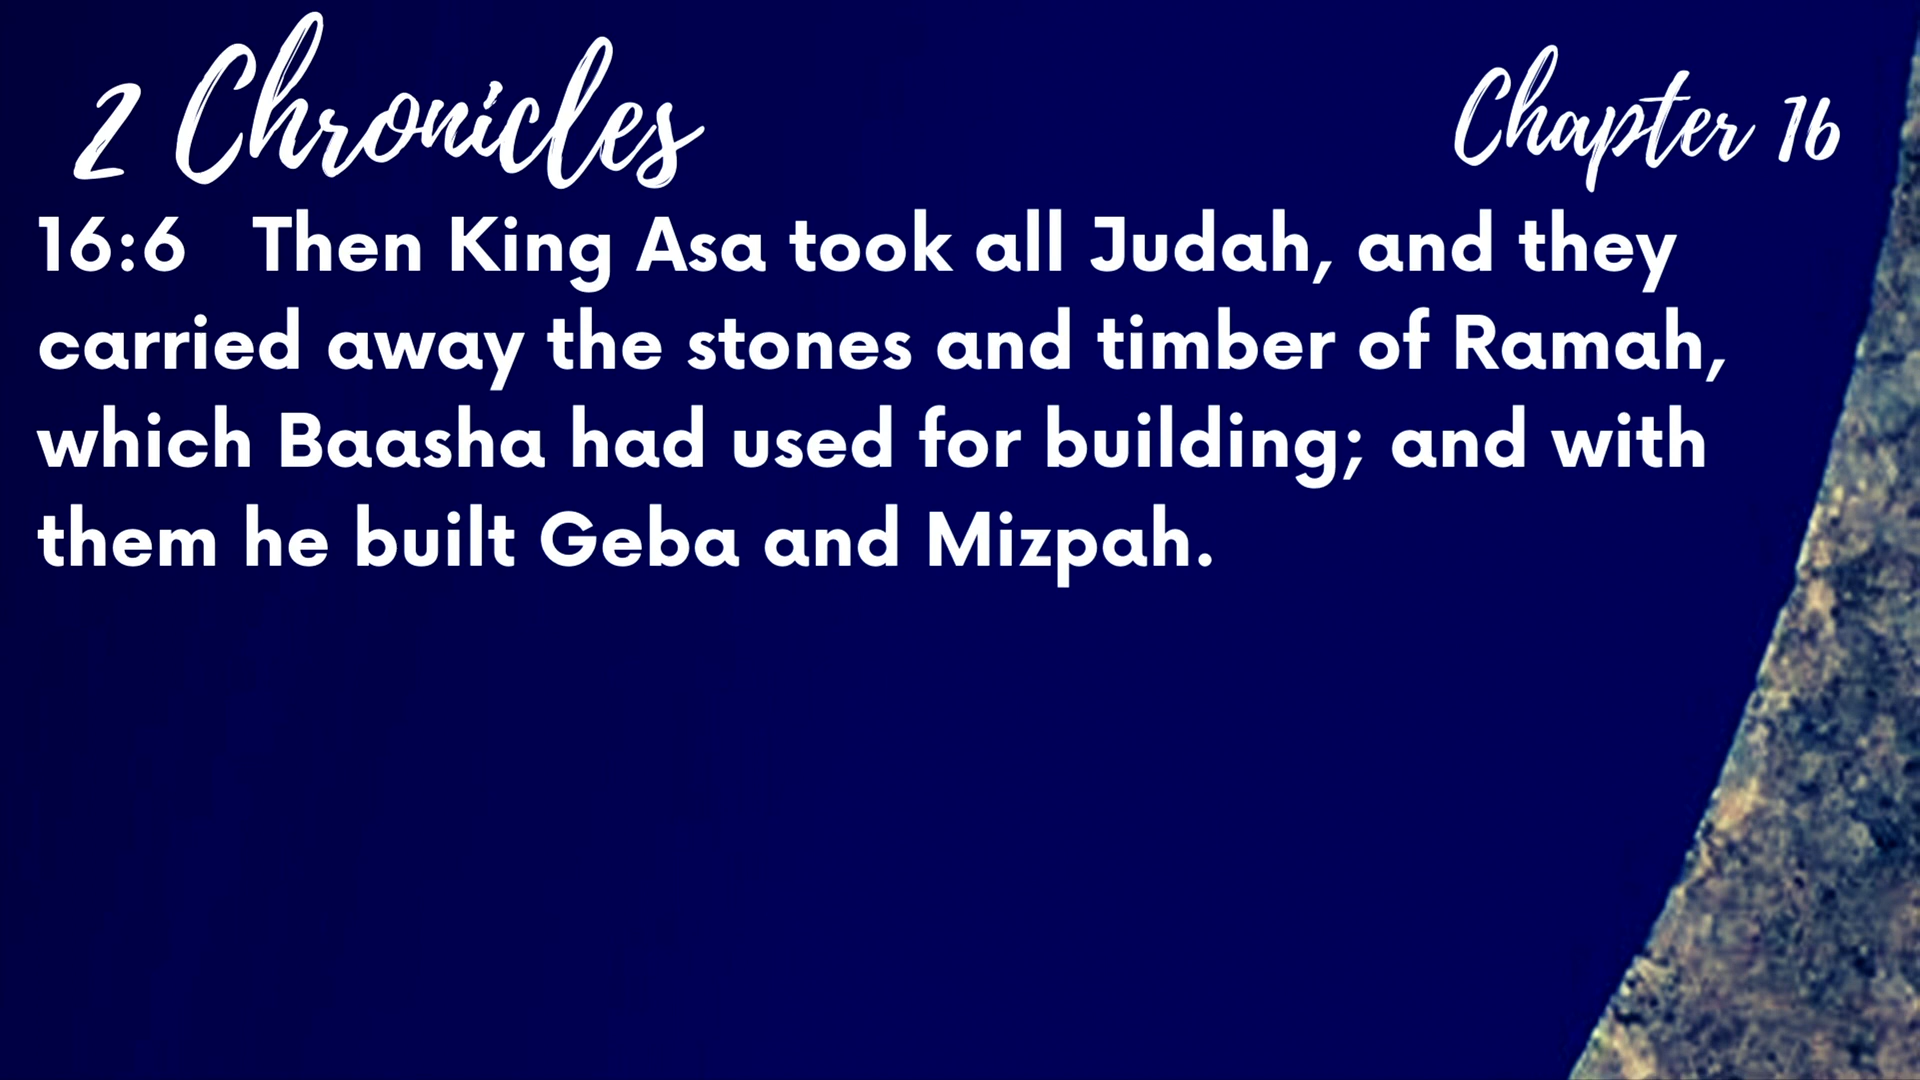 2 Chronicles
Chapter 16
16:6 Then King Asa took all Judah, and they
carried away the stones and timber of Ramah,
which Baasha had used for building; and with
them he built Geba and Mizpah.